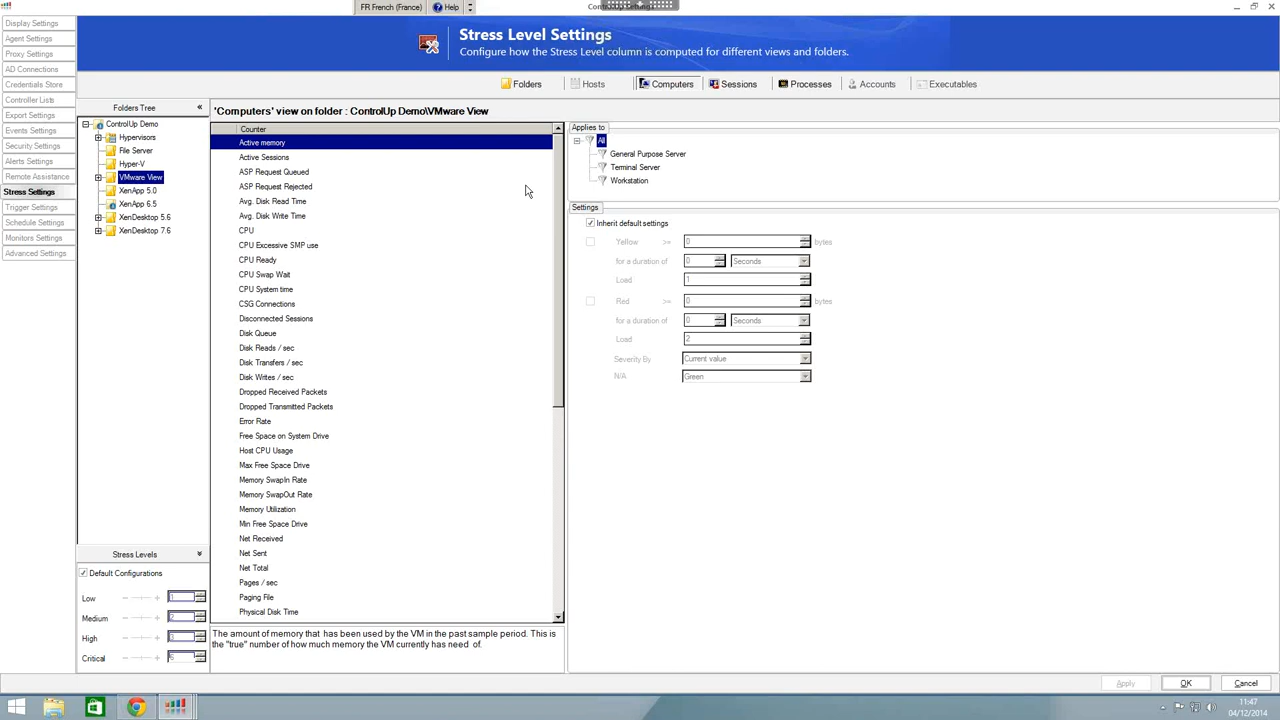 FR French (France)
Help
Display Settings
Agent Settings
Proxy Settings
AD Connections
Credentials Store
Controller Lists
Export Settings
Events Settings
Security Settings
Alerts Settings
Remote Assistance
Stress Settings
Trigger Settings
Schedule Settings
Monitors Settings
Advanced Settings
Stress Level Settings
Configure how the Stress Level column is computed for different views and folders.
Folders Hosts Computers Sessions Processes Accounts Executables
Folders Tree
ControlUp Demo
Hypervisors
File Server
Hyper-V
VMware View
XenApp 5.0
XenApp 6.5
XenDesktop 5.6
XenDesktop 7.6
Stress Levels
Default Configurations
Low 1
Medium 2
High 3
Critical 6
'Computers' view on folder : ControlUp Demo\VMware View
Counter
Active memory
Active Sessions
ASP Request Queued
ASP Request Rejected
Avg. Disk Read Time
Avg. Disk Write Time
CPU
CPU Excessive SMP use
CPU Ready
CPU Swap Wait
CPU System time
CSG Connections
Disconnected Sessions
Disk Queue
Disk Reads / sec
Disk Transfers / sec
Disk Writes / sec
Dropped Received Packets
Dropped Transmitted Packets
Error Rate
Free Space on System Drive
Host CPU Usage
Max Free Space Drive
Memory SwapIn Rate
Memory SwapOut Rate
Memory Utilization
Min Free Space Drive
Net Received
Net Sent
Net Total
Pages / sec
Paging File
Physical Disk Time
The amount of memory that has been used by the VM in the past sample period. This is
the "true" number of how much memory the VM currently has need of.
Applies to
All
General Purpose Server
Terminal Server
Workstation
Settings
Inherit default settings
Yellow >= 0 bytes
for a duration of 0 Seconds
Load 1
Red >= 0 bytes
for a duration of 0 Seconds
Load 2
Severity By Current value
N/A Green
Apply OK Cancel
11:47
04/12/2014